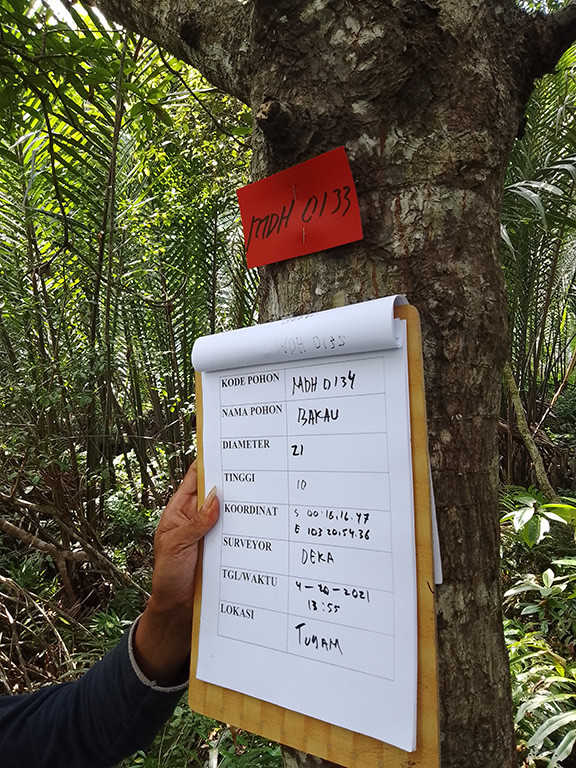 MDH 0133
MDH 0135
KODE POHON MDH 0134
NAMA POHON BAKAU
DIAMETER 21
TINGGI 10
KOORDINAT S 00.16.16.47
E 103 20.54.36
SURVEYOR DEKA
TGL/WAKTU 4-20-2021
13:55
LOKASI TUNAM